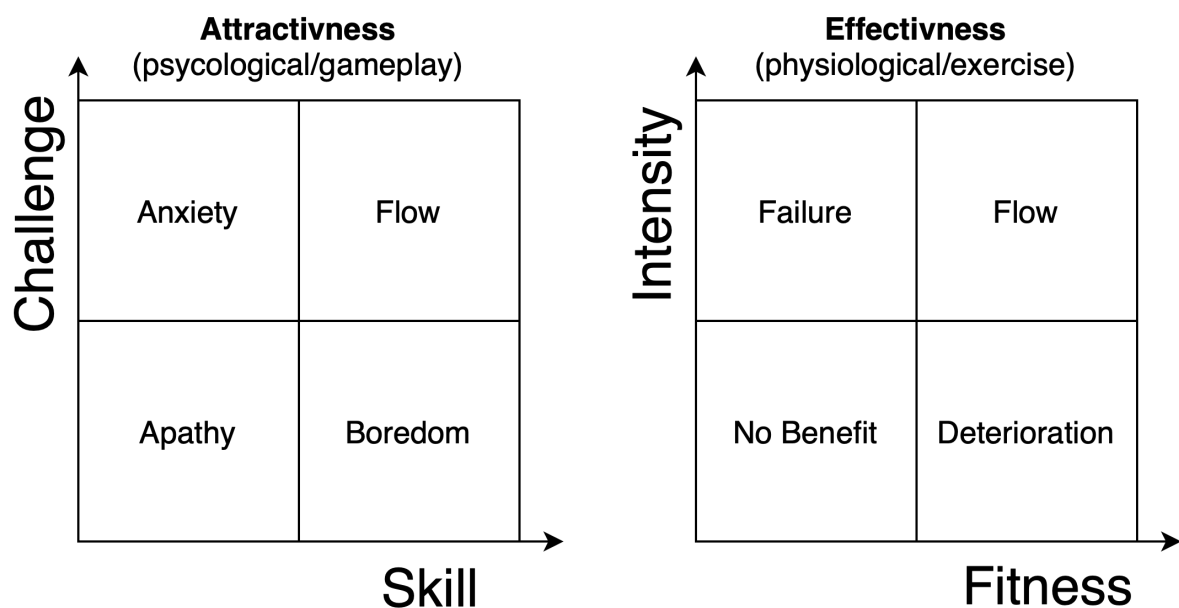 Attractivness
(psycological/gameplay)
Challenge
Anxiety
Flow
Apathy
Boredom
Skill
Effectivness
(physiological/exercise)
Intensity
Failure
Flow
No Benefit
Deterioration
Fitness